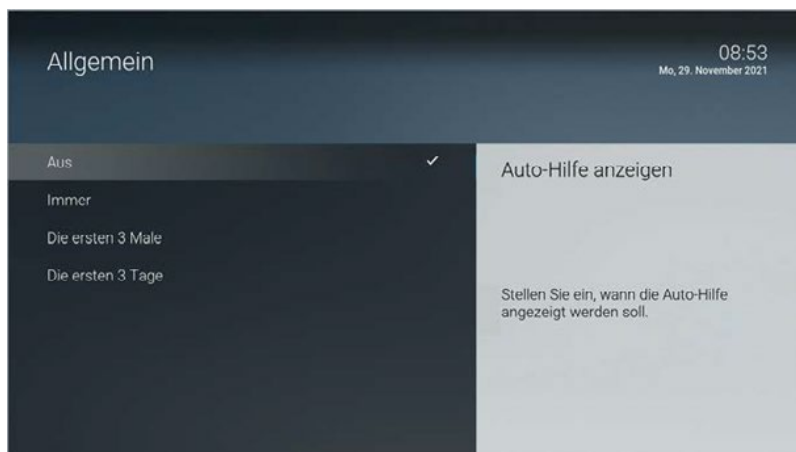 Allgemein
08:53
Mo, 29. November 2021
Aus
Auto-Hilfe anzeigen
Immer
Die ersten 3 Male
Die ersten 3 Tage
Stellen Sie ein, wann die Auto-Hilfe
angezeigt werden soll.